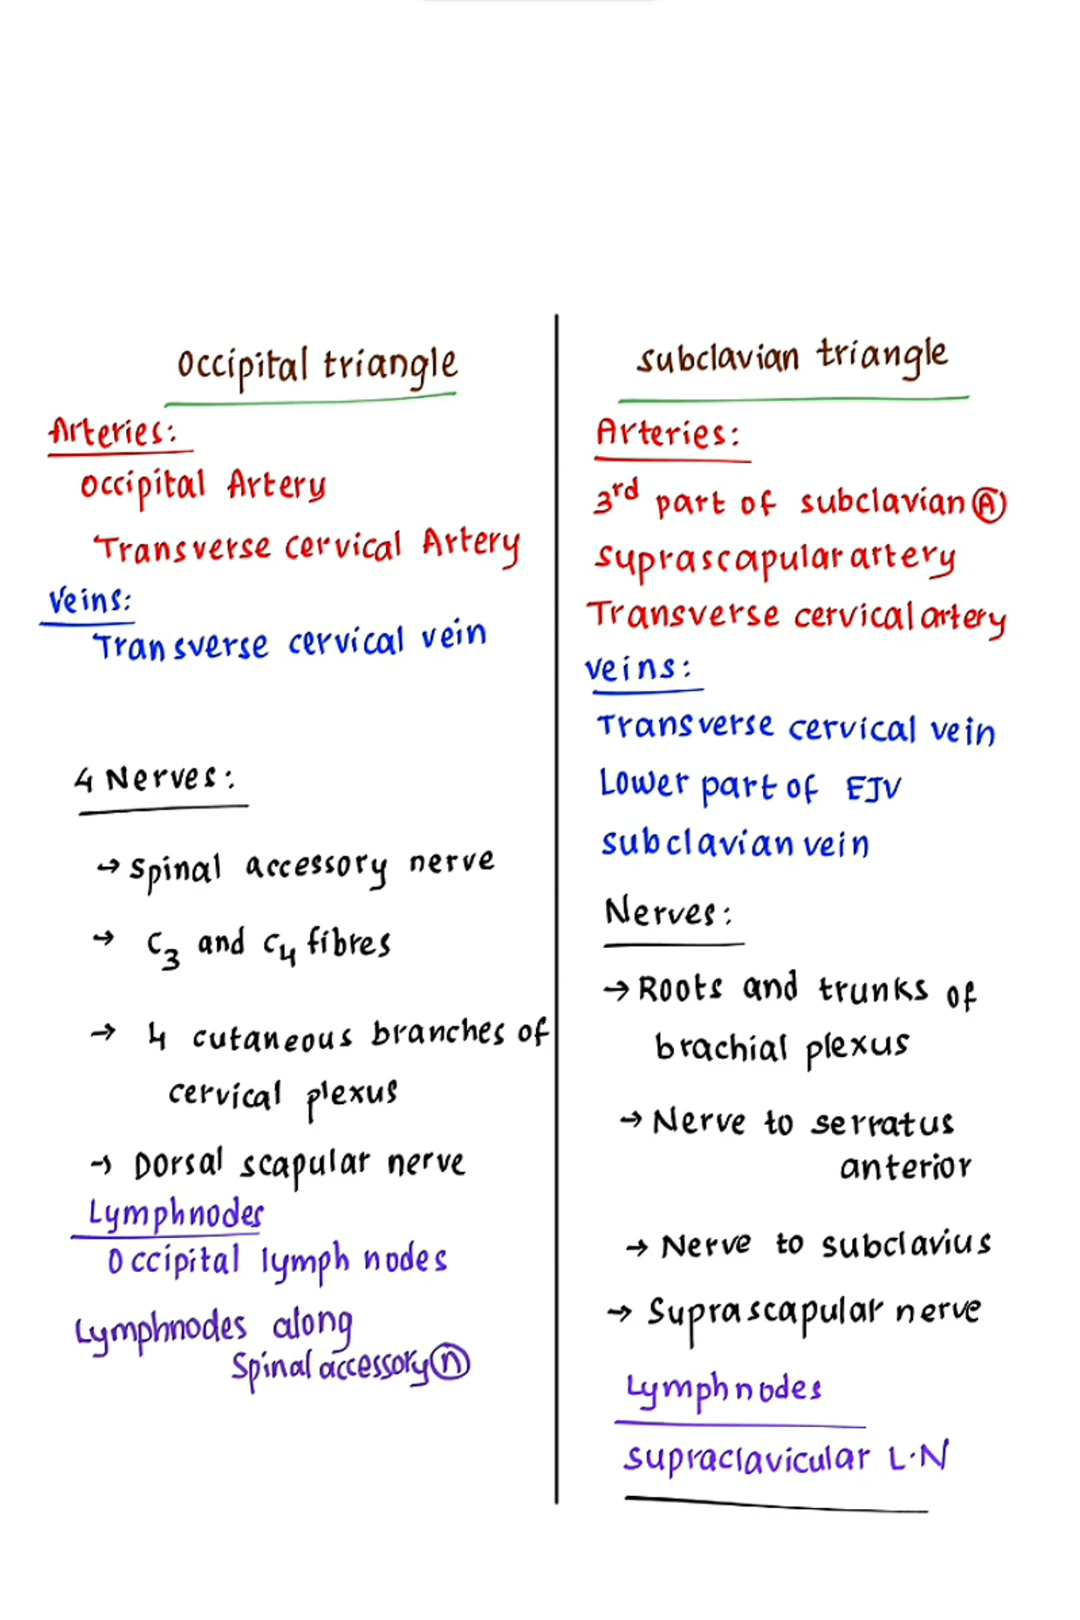 occipital triangle
Arteries:
occipital Artery
Transverse cervical Artery
Veins:
Transverse cervical vein
4 Nerves:
→ Spinal accessory nerve
→ C3 and C4 fibres
→ 4 cutaneous branches of
cervical plexus
→ Dorsal scapular nerve
Lymphnodes
Occipital lymph nodes
Lymphnodes along
Spinal accessory ⓝ
subclavian triangle
Arteries:
3rd part of subclavian Ⓐ
Suprascapular artery
Transverse cervical artery
veins:
Transverse cervical vein
Lower part of EJV
subclavian vein
Nerves:
→ Roots and trunks of
brachial plexus
→ Nerve to serratus
anterior
→ Nerve to subclavius
→ Suprascapular nerve
Lymph nodes
supraclavicular L.N